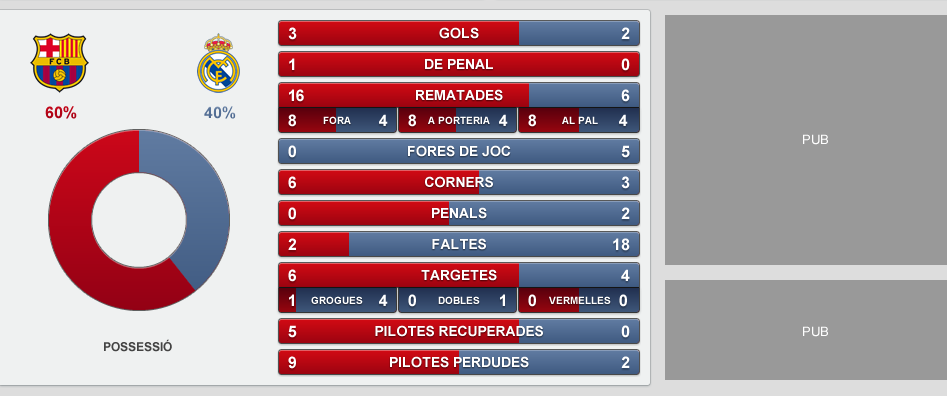 FCB
60%
40%
POSSESSIÓ
3 GOLS 2
1 DE PENAL 0
16 REMATADES 6
8 FORA 4 8 A PORTERIA 4 8 AL PAL 4
0 FORES DE JOC 5
6 CORNERS 3
0 PENALS 2
2 FALTES 18
6 TARGETES 4
1 GROGUES 4 0 DOBLES 1 0 VERMELLES 0
5 PILOTES RECUPERADES 0
9 PILOTES PERDUDES 2
PUB
PUB